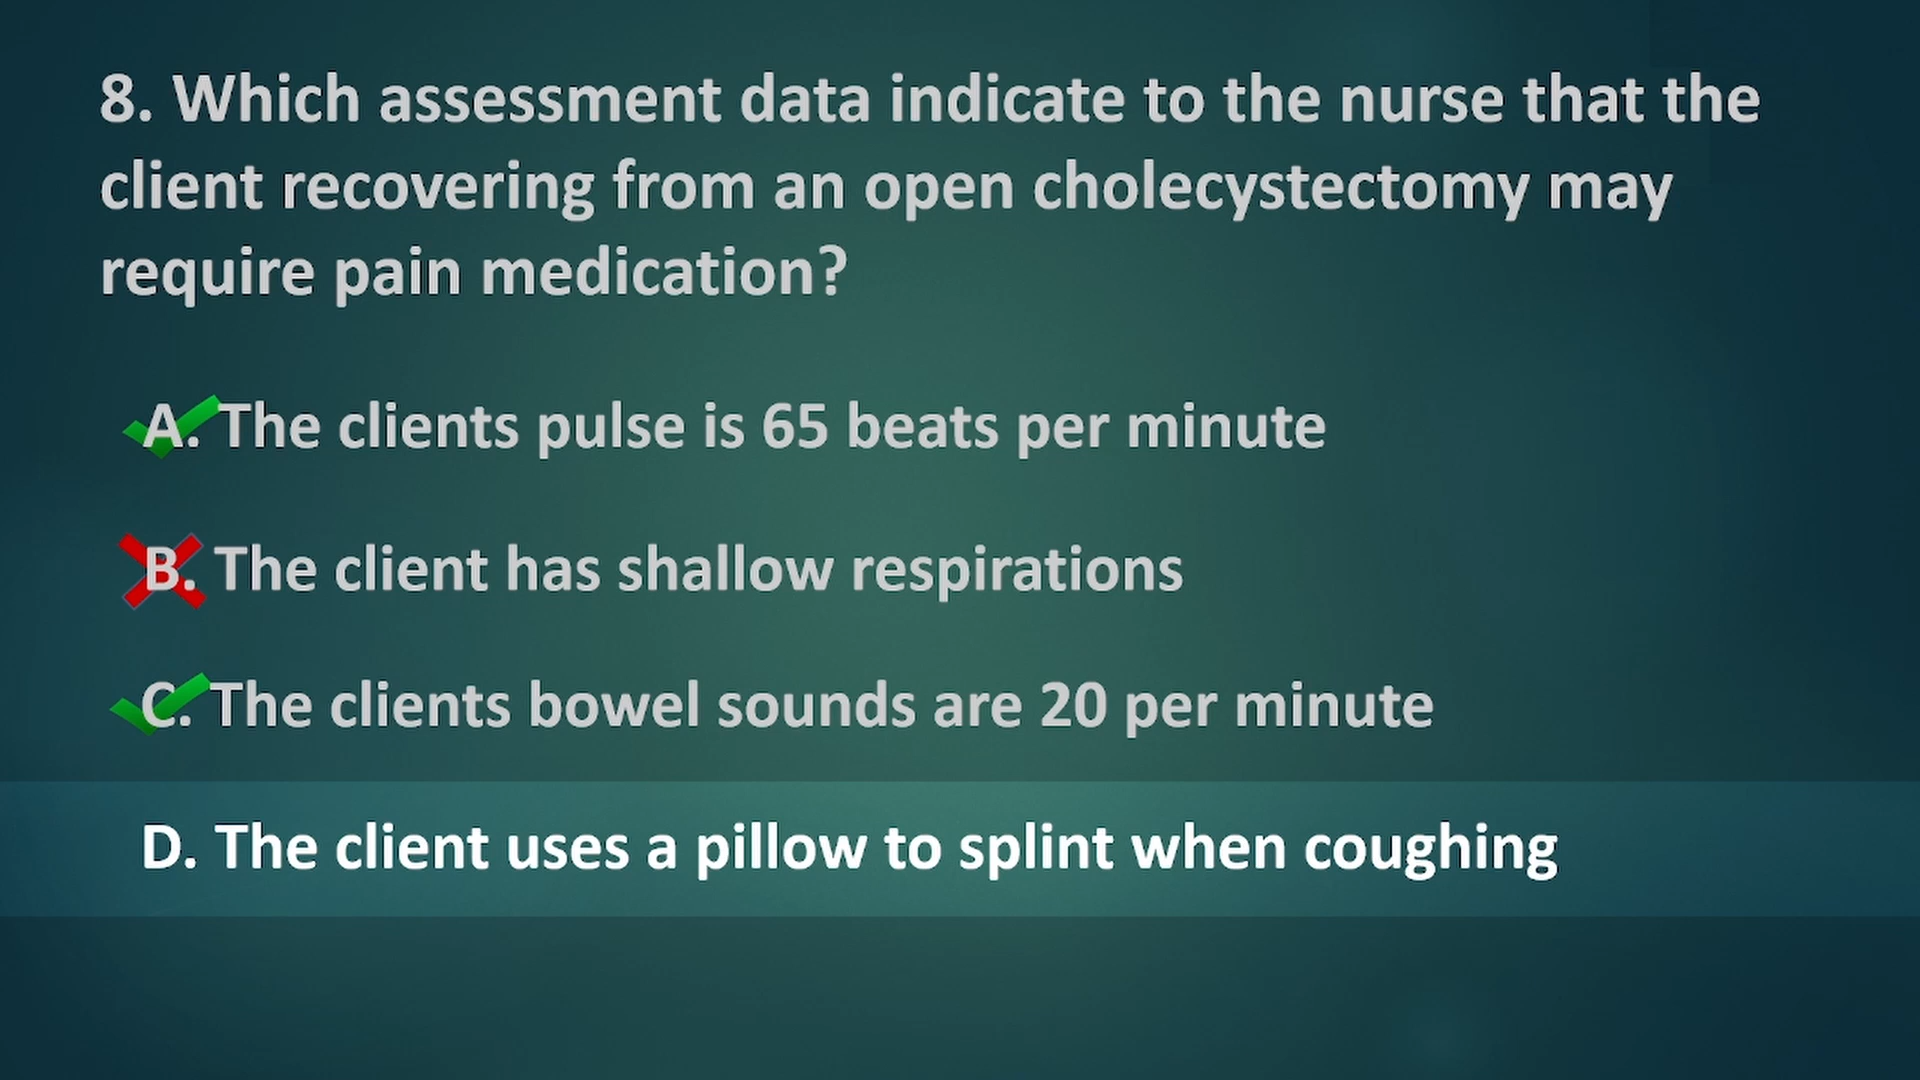 8. Which assessment data indicate to the nurse that the
client recovering from an open cholecystectomy may
require pain medication?
A. The clients pulse is 65 beats per minute
B. The client has shallow respirations
C. The clients bowel sounds are 20 per minute
D. The client uses a pillow to splint when coughing